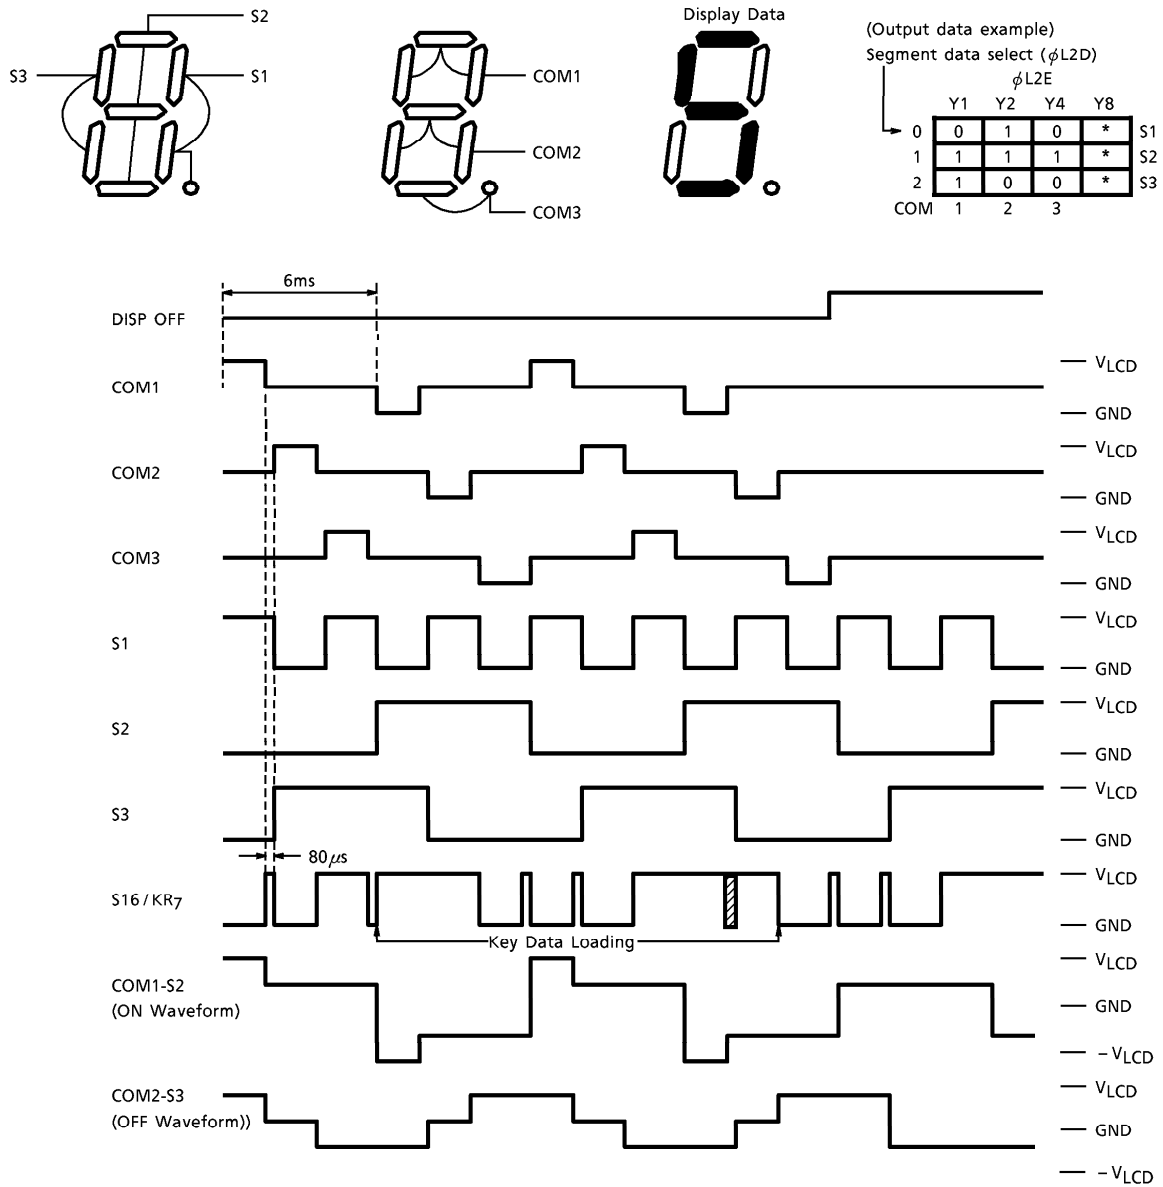 S2
S3
S1
COM1
COM2
COM3
Display Data
(Output data example)
Segment data select (ϕL2D)
ϕL2E
Y1 Y2 Y4 Y8
0 0 1 0 * S1
1 1 1 1 * S2
2 1 0 0 * S3
COM 1 2 3
6ms
DISP OFF
COM1
VLCD
GND
COM2
VLCD
GND
COM3
VLCD
GND
S1
VLCD
GND
S2
VLCD
GND
S3
VLCD
GND
80μs
S16 / KR7
VLCD
GND
Key Data Loading
COM1-S2
(ON Waveform)
VLCD
GND
– VLCD
COM2-S3
(OFF Waveform))
VLCD
GND
– VLCD